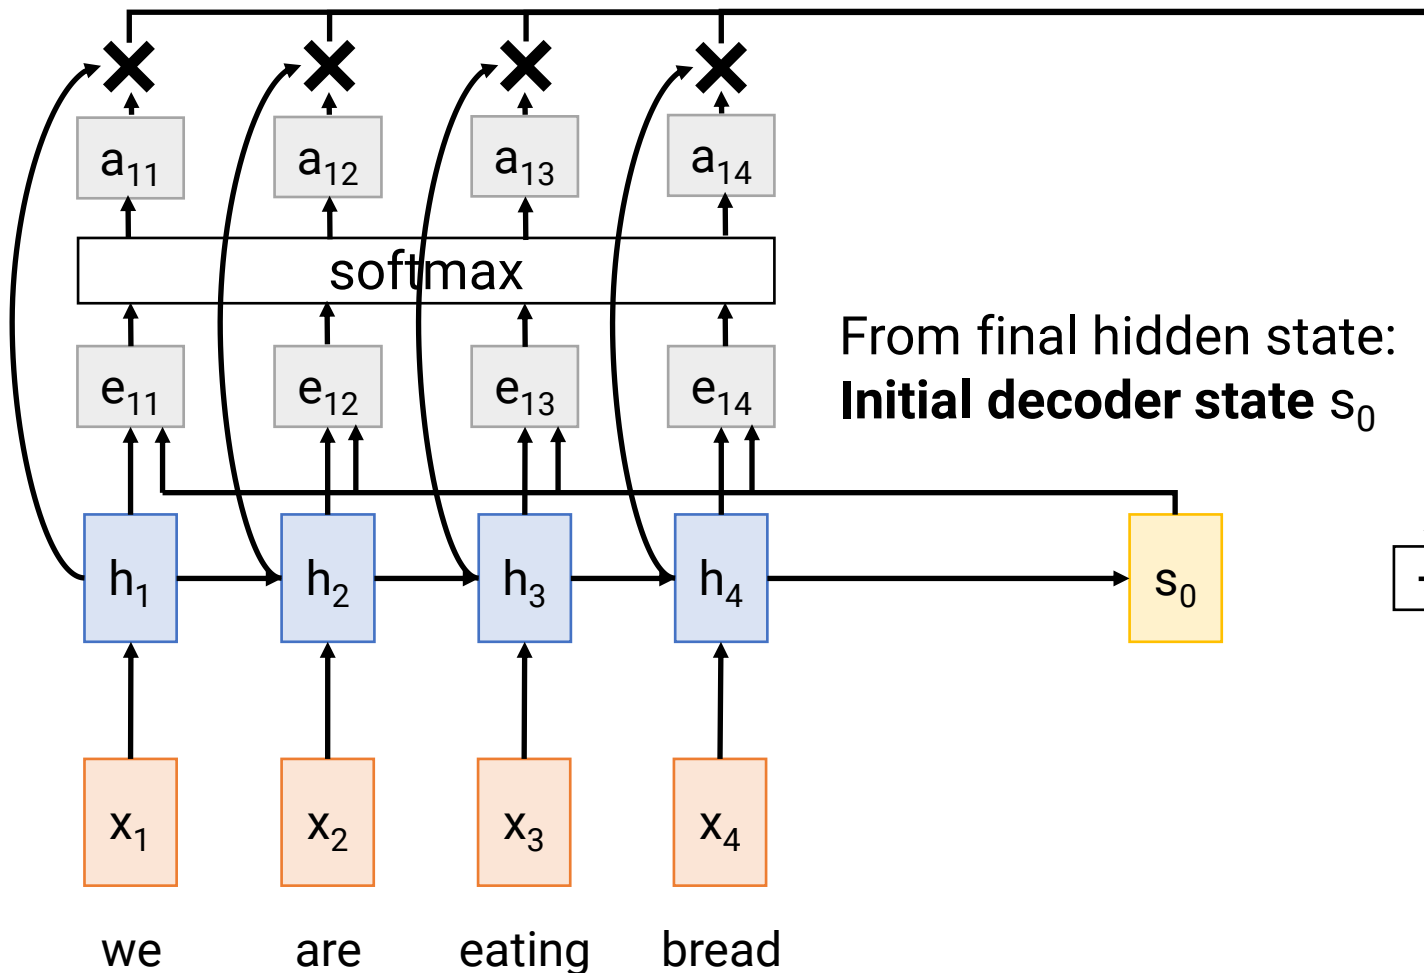 a₁₁ a₁₂ a₁₃ a₁₄
softmax
e₁₁ e₁₂ e₁₃ e₁₄
From final hidden state:
Initial decoder state s₀
h₁ h₂ h₃ h₄ s₀
x₁ x₂ x₃ x₄
we are eating bread